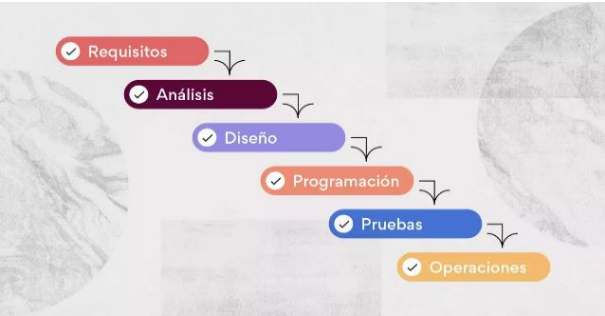 Requisitos
Análisis
Diseño
Programación
Pruebas
Operaciones